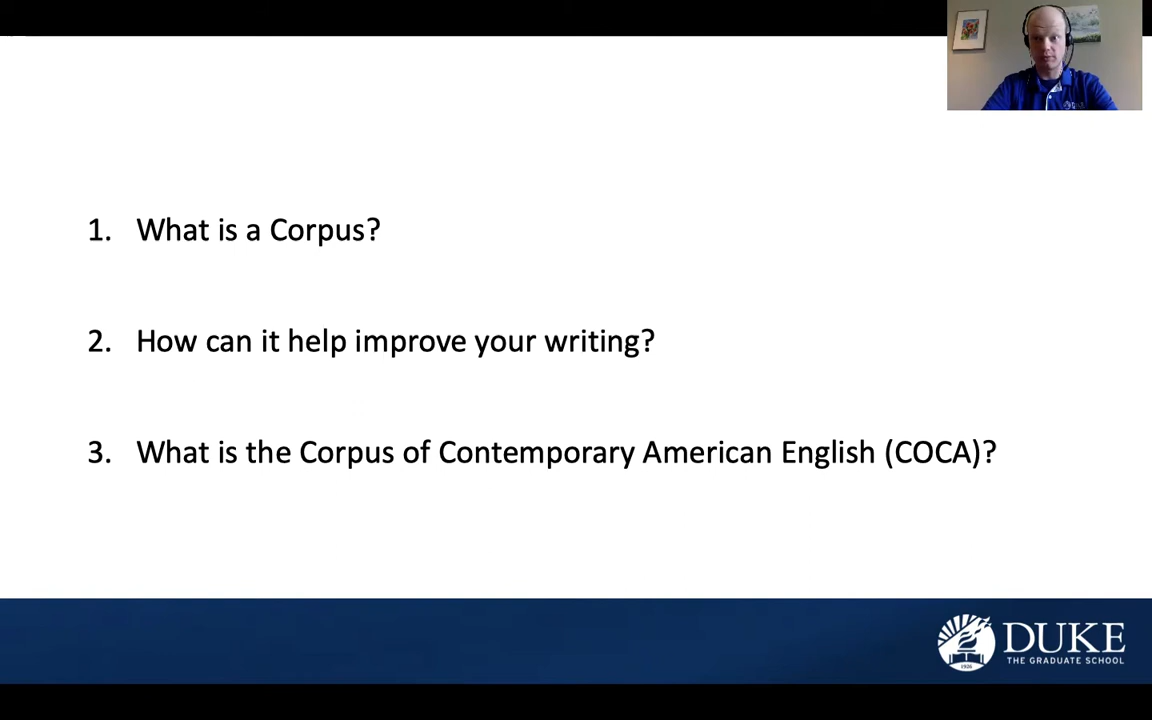 1. What is a Corpus?
2. How can it help improve your writing?
3. What is the Corpus of Contemporary American English (COCA)?
DUKE
THE GRADUATE SCHOOL
1926